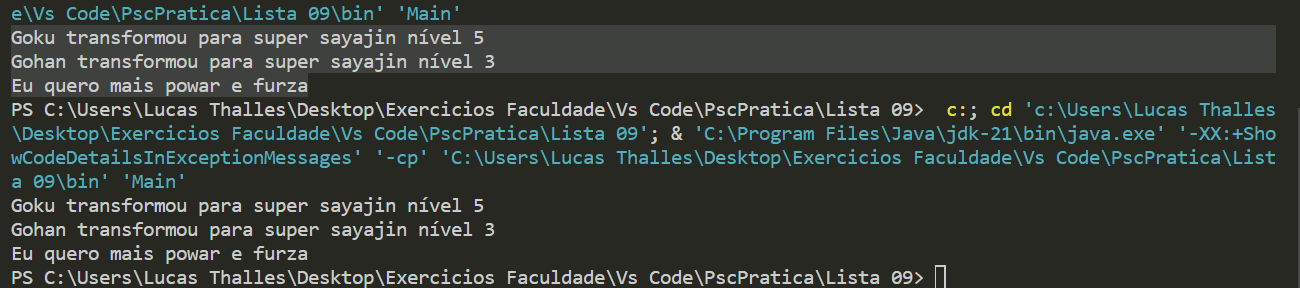 e\Vs Code\PscPratica\Lista 09\bin' 'Main'
Goku transformou para super sayajin nível 5
Gohan transformou para super sayajin nível 3
Eu quero mais powar e furza
PS C:\Users\Lucas Thalles\Desktop\Exercicios Faculdade\Vs Code\PscPratica\Lista 09>  c:; cd 'c:\Users\Lucas Thalles
\Desktop\Exercicios Faculdade\Vs Code\PscPratica\Lista 09'; & 'C:\Program Files\Java\jdk-21\bin\java.exe' '-XX:+Sho
wCodeDetailsInExceptionMessages' '-cp' 'C:\Users\Lucas Thalles\Desktop\Exercicios Faculdade\Vs Code\PscPratica\List
a 09\bin' 'Main'
Goku transformou para super sayajin nível 5
Gohan transformou para super sayajin nível 3
Eu quero mais powar e furza
PS C:\Users\Lucas Thalles\Desktop\Exercicios Faculdade\Vs Code\PscPratica\Lista 09>